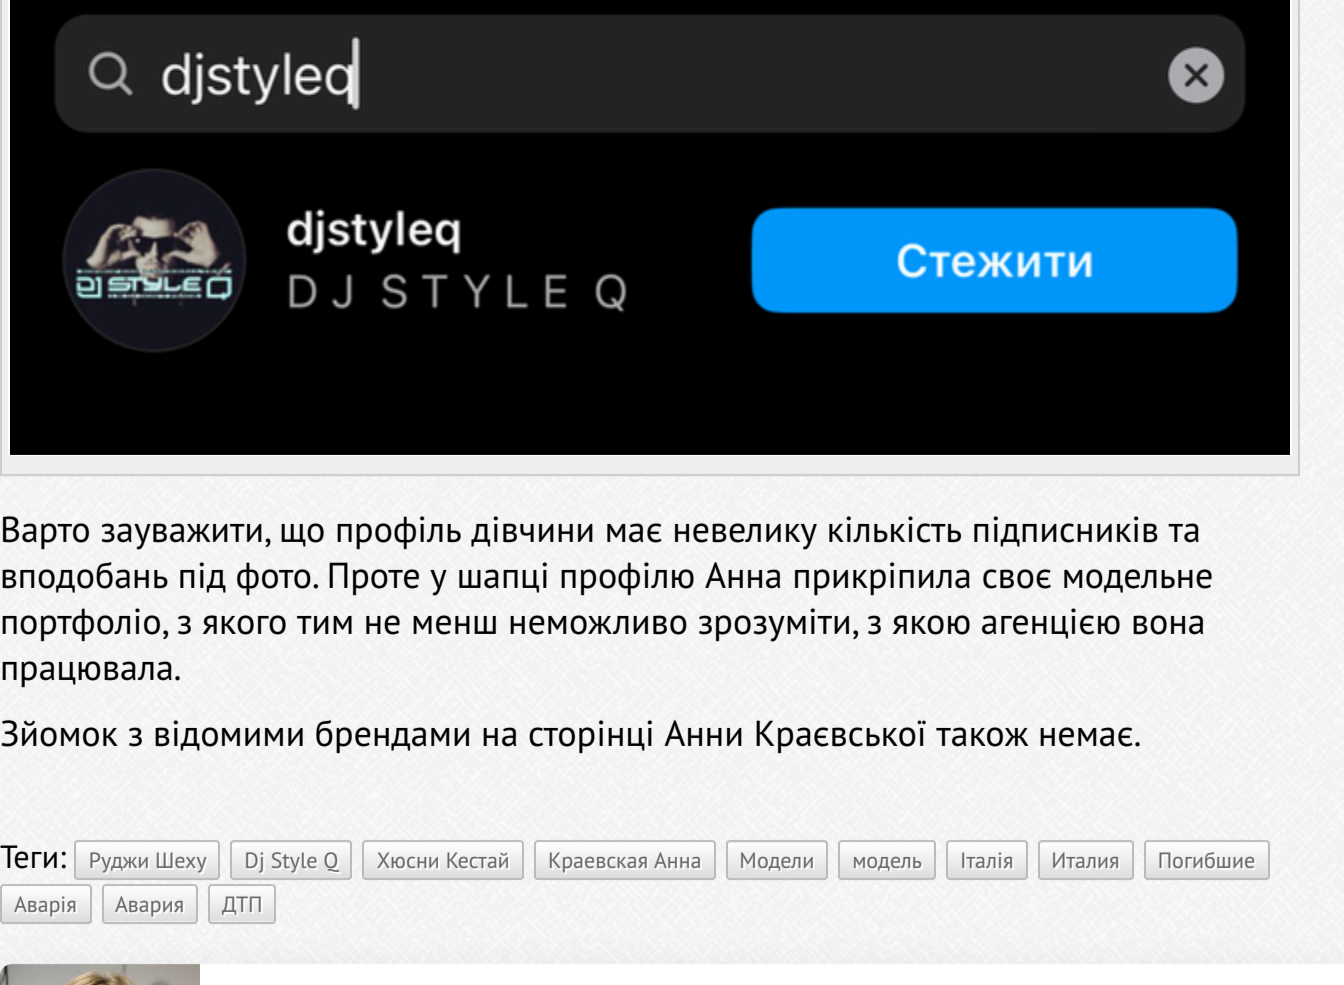 djstyleq
djstyleq
Стежити
DJ STYLE Q
DJ STYLE Q
Варто зауважити, що профіль дівчини має невелику кількість підписників та
вподобань під фото. Проте у шапці профілю Анна прикріпила своє модельне
портфоліо, з якого тим не менш неможливо зрозуміти, з якою агенцією вона
працювала.
Зйомок з відомими брендами на сторінці Анни Краєвської також немає.
Теги: Руджи Шеху Dj Style Q Хюсни Кестай Краевская Анна Модели модель Італія Италия Погибшие
Аварія Авария ДТП